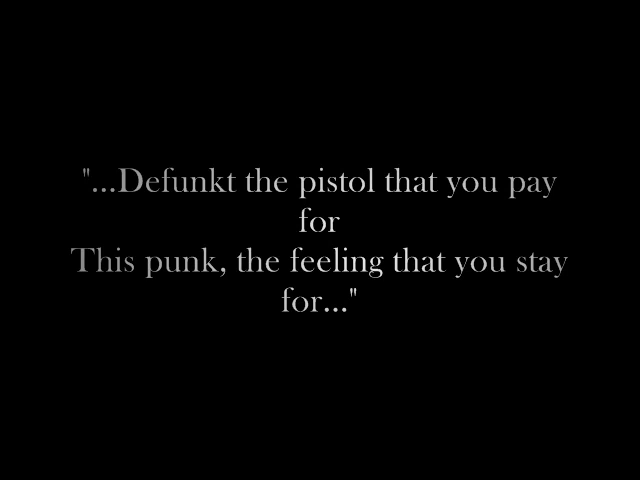 "...Defunkt the pistol that you pay
for
This punk, the feeling that you stay
for..."